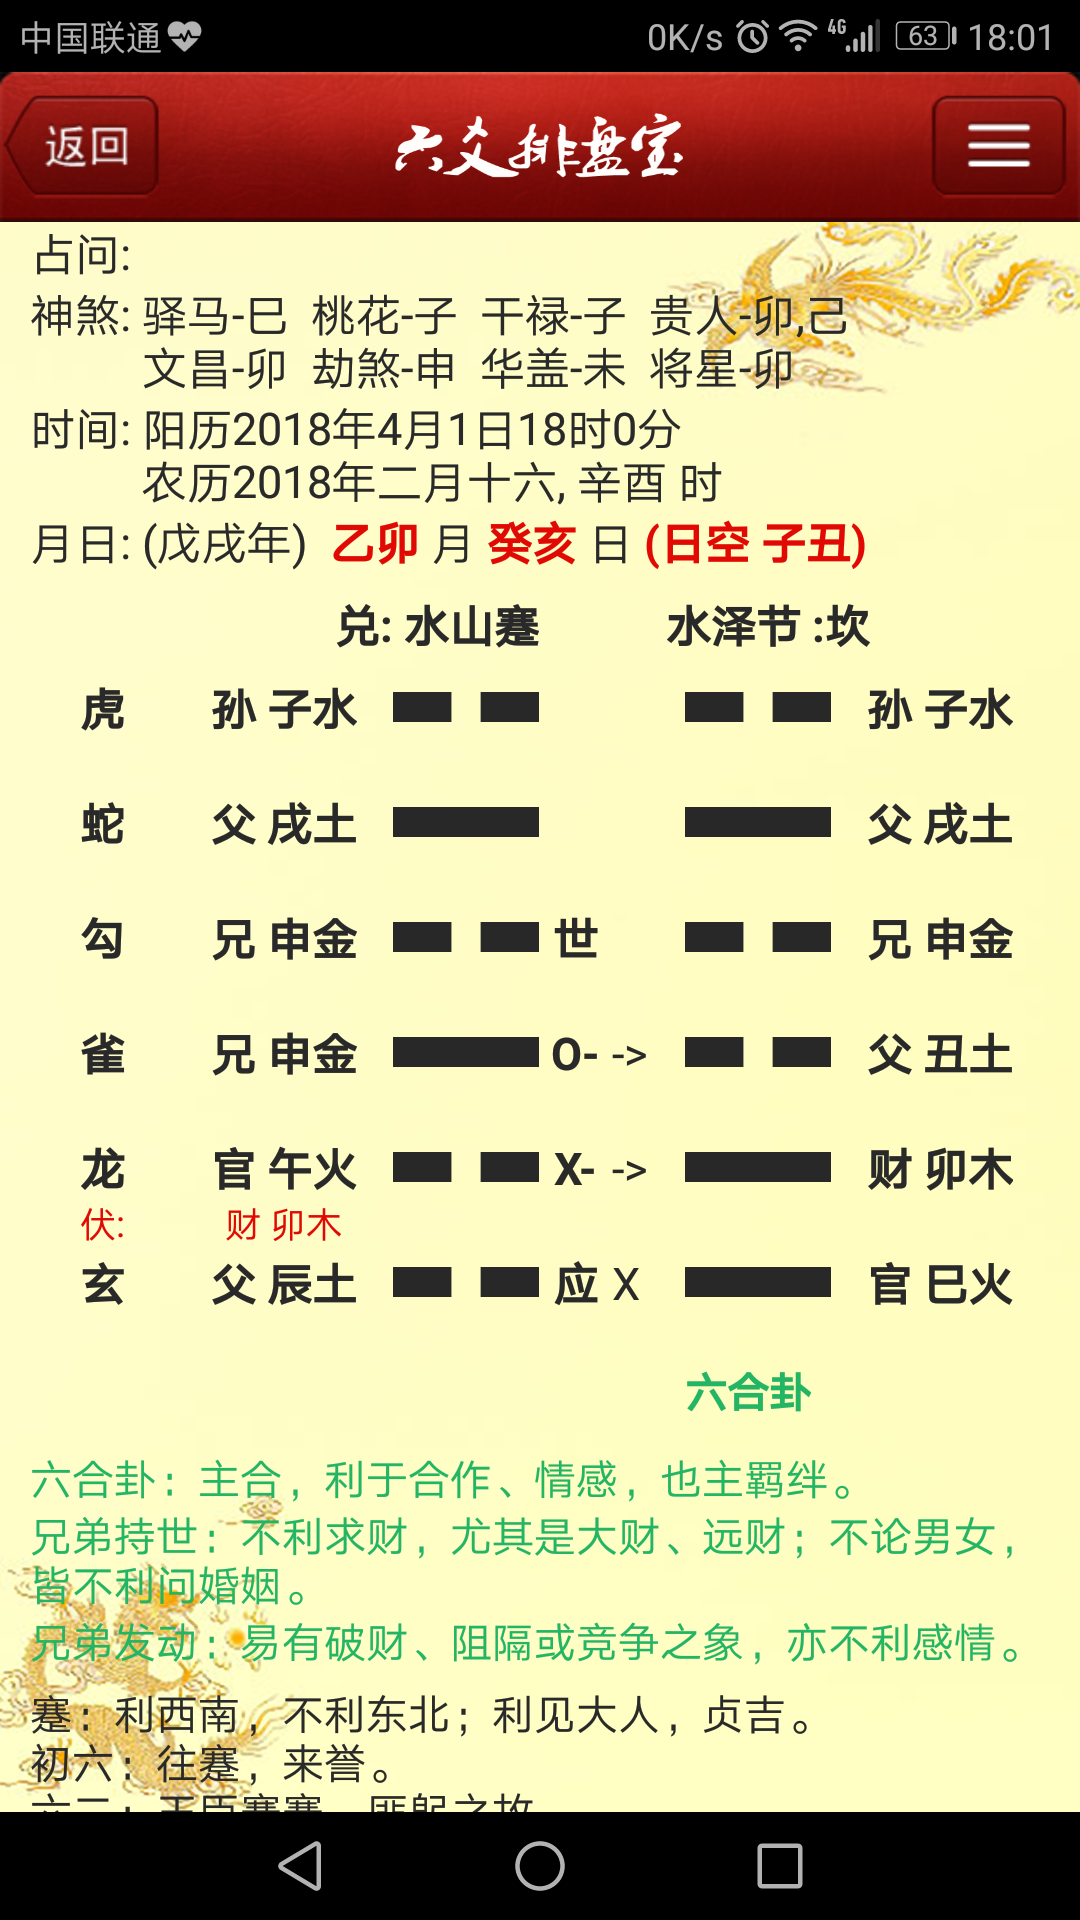 中国联通 0K/s 4G 63 18:01
返回 六爻排盘宝
占问:
神煞: 驿马-巳 桃花-子 干禄-子 贵人-卯,己
文昌-卯 劫煞-申 华盖-未 将星-卯
时间: 阳历2018年4月1日18时0分
农历2018年二月十六, 辛酉 时
月日: (戊戌年) 乙卯 月 癸亥 日 (日空 子丑)
兑: 水山蹇 水泽节 :坎
虎 孙 子水 孙 子水
蛇 父 戌土 父 戌土
勾 兄 申金 世 兄 申金
雀 兄 申金 O- -> 父 丑土
龙 官 午火 X- -> 财 卯木
伏: 财 卯木
玄 父 辰土 应 X 官 巳火
六合卦
六合卦：主合，利于合作、情感，也主羁绊。
兄弟持世：不利求财，尤其是大财、远财；不论男女，
皆不利问婚姻。
兄弟发动：易有破财、阻隔或竞争之象，亦不利感情。
蹇：利西南，不利东北；利见大人，贞吉。
初六：往蹇，来誉。
六二：王臣蹇蹇，匪躬之故